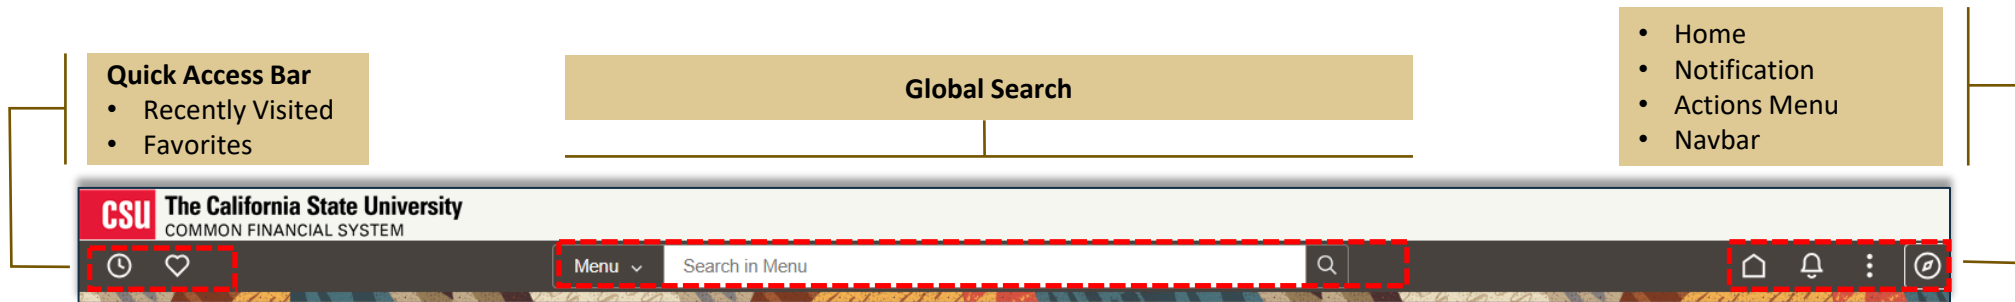 Quick Access Bar
• Recently Visited
• Favorites
Global Search
• Home
• Notification
• Actions Menu
• Navbar
CSU The California State University
COMMON FINANCIAL SYSTEM
Menu Search in Menu